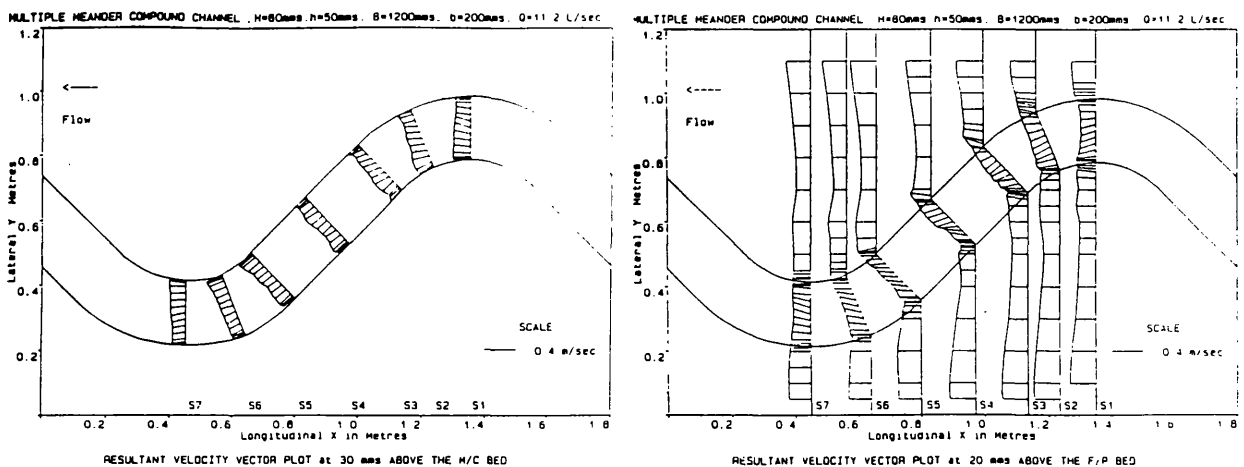 MULTIPLE MEANDER COMPOUND CHANNEL . H=80mms. h=50mms. B=1200mms. b=200mms. Q=11.2 L/sec
1.2
1.0
0.8
0.6
0.4
0.2
Lateral Y Metres
<——
Flow
SCALE
0.4 m/sec
S7 S6 S5 S4 S3 S2 S1
0.2 0.4 0.6 0.8 1.0 1.2 1.4 1.6 1.8
Longitudinal X in Metres
RESULTANT VELOCITY VECTOR PLOT at 30 mms ABOVE THE M/C BED
MULTIPLE MEANDER COMPOUND CHANNEL H=80mms h=50mms. B=1200mms b=200mms Q=11 2 L/sec
1.2
1.0
0.8
0.6
0.4
0.2
Lateral Y Metres
<----
Flow
SCALE
0.4 m/sec
S7 S6 S5 S4 S3 S2 S1
0.2 0.4 0.6 0.8 1.0 1.2 1.4 1.6 1.8
Longitudinal X in Metres
RESULTANT VELOCITY VECTOR PLOT at 20 mms ABOVE THE F/P BED